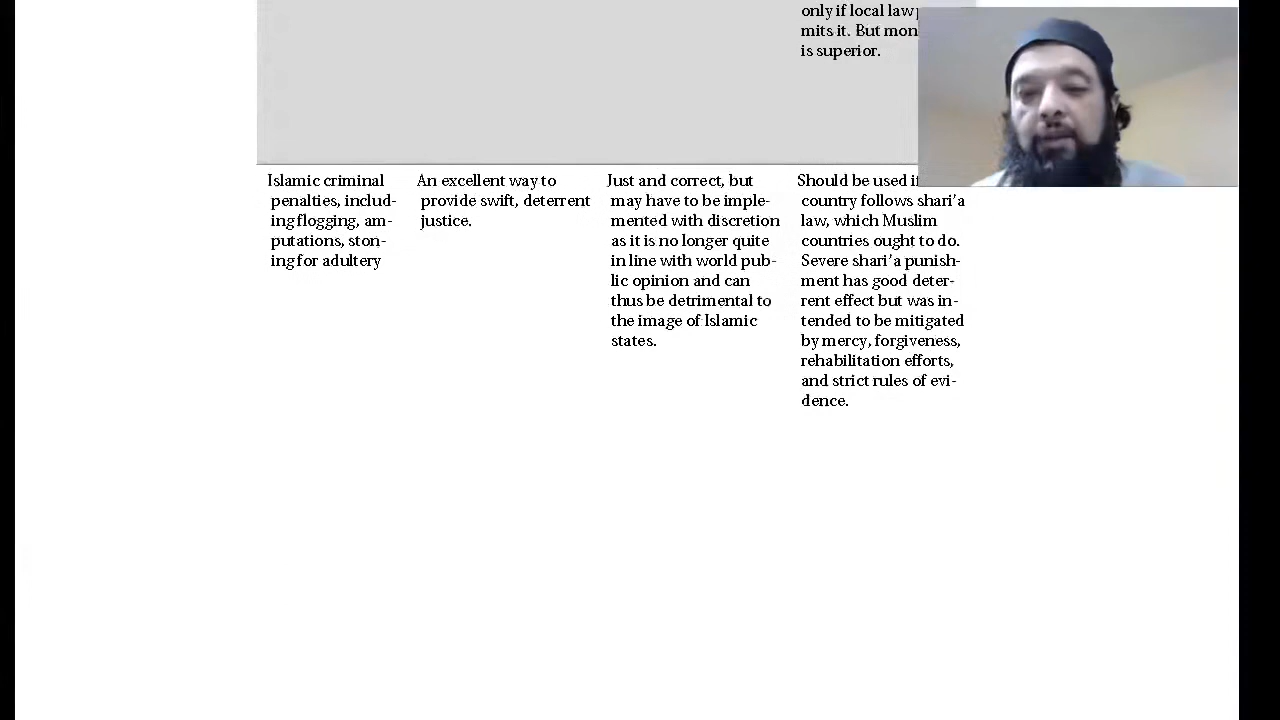 only if local law
mits it. But mon
is superior.
Islamic criminal
penalties, includ-
ing flogging, am-
putations, ston-
ing for adultery
An excellent way to
provide swift, deterrent
justice.
Just and correct, but
may have to be imple-
mented with discretion
as it is no longer quite
in line with world pub-
lic opinion and can
thus be detrimental to
the image of Islamic
states.
Should be used if
country follows shari'a
law, which Muslim
countries ought to do.
Severe shari'a punish-
ment has good deter-
rent effect but was in-
tended to be mitigated
by mercy, forgiveness,
rehabilitation efforts,
and strict rules of evi-
dence.